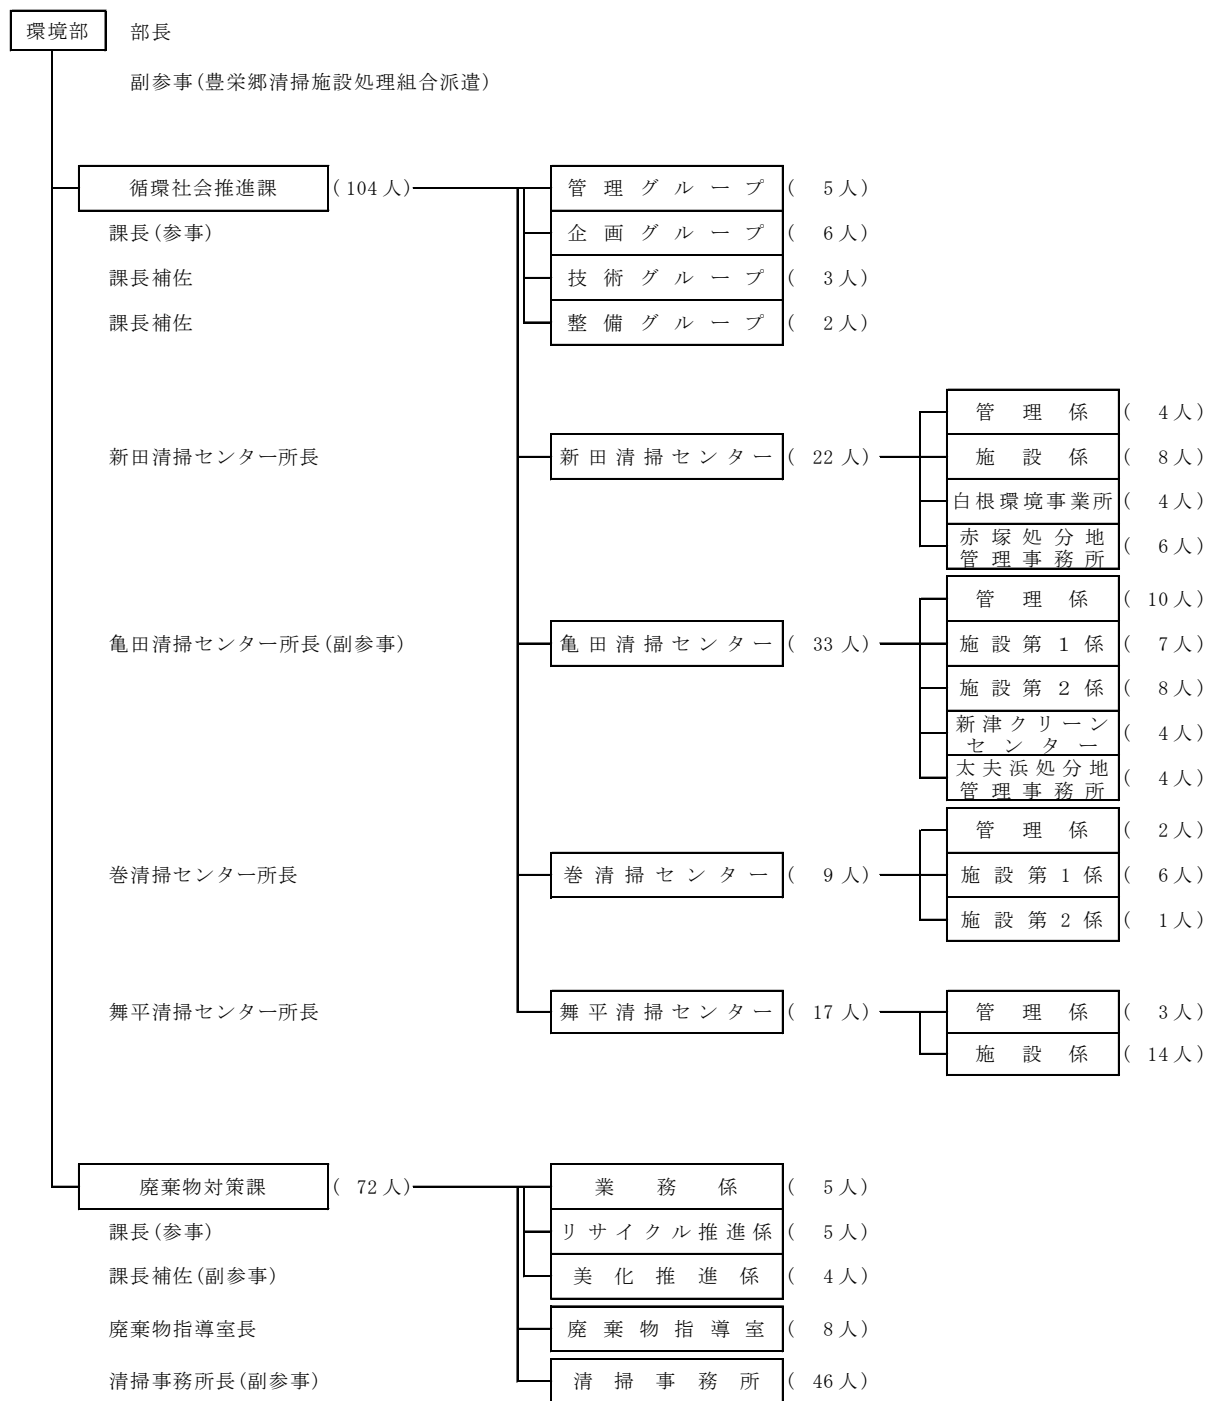 環境部 部長
副参事(豊栄郷清掃施設処理組合派遣)
循環社会推進課 (104人) 管理グループ ( 5人)
課長(参事) 企画グループ ( 6人)
課長補佐 技術グループ ( 3人)
課長補佐 整備グループ ( 2人)
管理係 ( 4人)
新田清掃センター所長 新田清掃センター ( 22人) 施設係 ( 8人)
白根環境事業所 ( 4人)
赤塚処分地
管理事務所 ( 6人)
管理係 ( 10人)
亀田清掃センター所長(副参事) 亀田清掃センター ( 33人) 施設第1係 ( 7人)
施設第2係 ( 8人)
新津クリーン
センター ( 4人)
太夫浜処分地
管理事務所 ( 4人)
管理係 ( 2人)
巻清掃センター所長 巻清掃センター ( 9人) 施設第1係 ( 6人)
施設第2係 ( 1人)
舞平清掃センター所長 舞平清掃センター ( 17人) 管理係 ( 3人)
施設係 ( 14人)
廃棄物対策課 ( 72人) 業務係 ( 5人)
課長(参事) リサイクル推進係 ( 5人)
課長補佐(副参事) 美化推進係 ( 4人)
廃棄物指導室長 廃棄物指導室 ( 8人)
清掃事務所長(副参事) 清掃事務所 ( 46人)